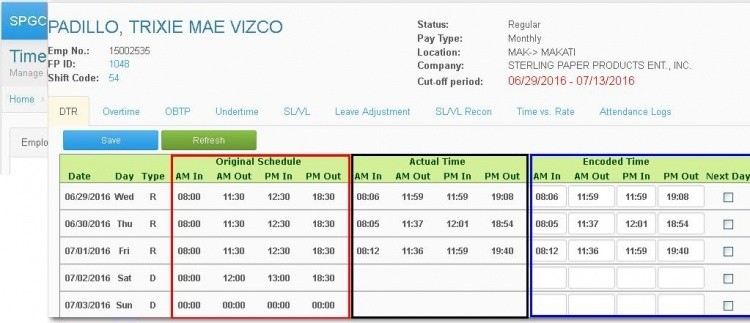 SPGC
Time
Manage
Home >
Emplo
PADILLO, TRIXIE MAE VIZCO
Emp No.: 15002535
FP ID: 1048
Shift Code: 54
Status: Regular
Pay Type: Monthly
Location: MAK-> MAKATI
Company: STERLING PAPER PRODUCTS ENT., INC.
Cut-off period: 06/29/2016 - 07/13/2016
DTR Overtime OBTP Undertime SL/VL Leave Adjustment SL/VL Recon Time vs. Rate Attendance Logs
Save Refresh
Original Schedule Actual Time Encoded Time
Date Day Type AM In AM Out PM In PM Out AM In AM Out PM In PM Out AM In AM Out PM In PM Out Next Day
06/29/2016 Wed R 08:00 11:30 12:30 18:30 08:06 11:59 11:59 19:08 08:06 11:59 11:59 19:08
06/30/2016 Thu R 08:00 11:30 12:30 18:30 08:05 11:37 12:01 18:54 08:05 11:37 12:01 18:54
07/01/2016 Fri R 08:00 11:30 12:30 18:30 08:12 11:36 11:59 19:40 08:12 11:36 11:59 19:40
07/02/2016 Sat D 08:00 12:00 13:00 18:30
07/03/2016 Sun D 00:00 00:00 00:00 00:00